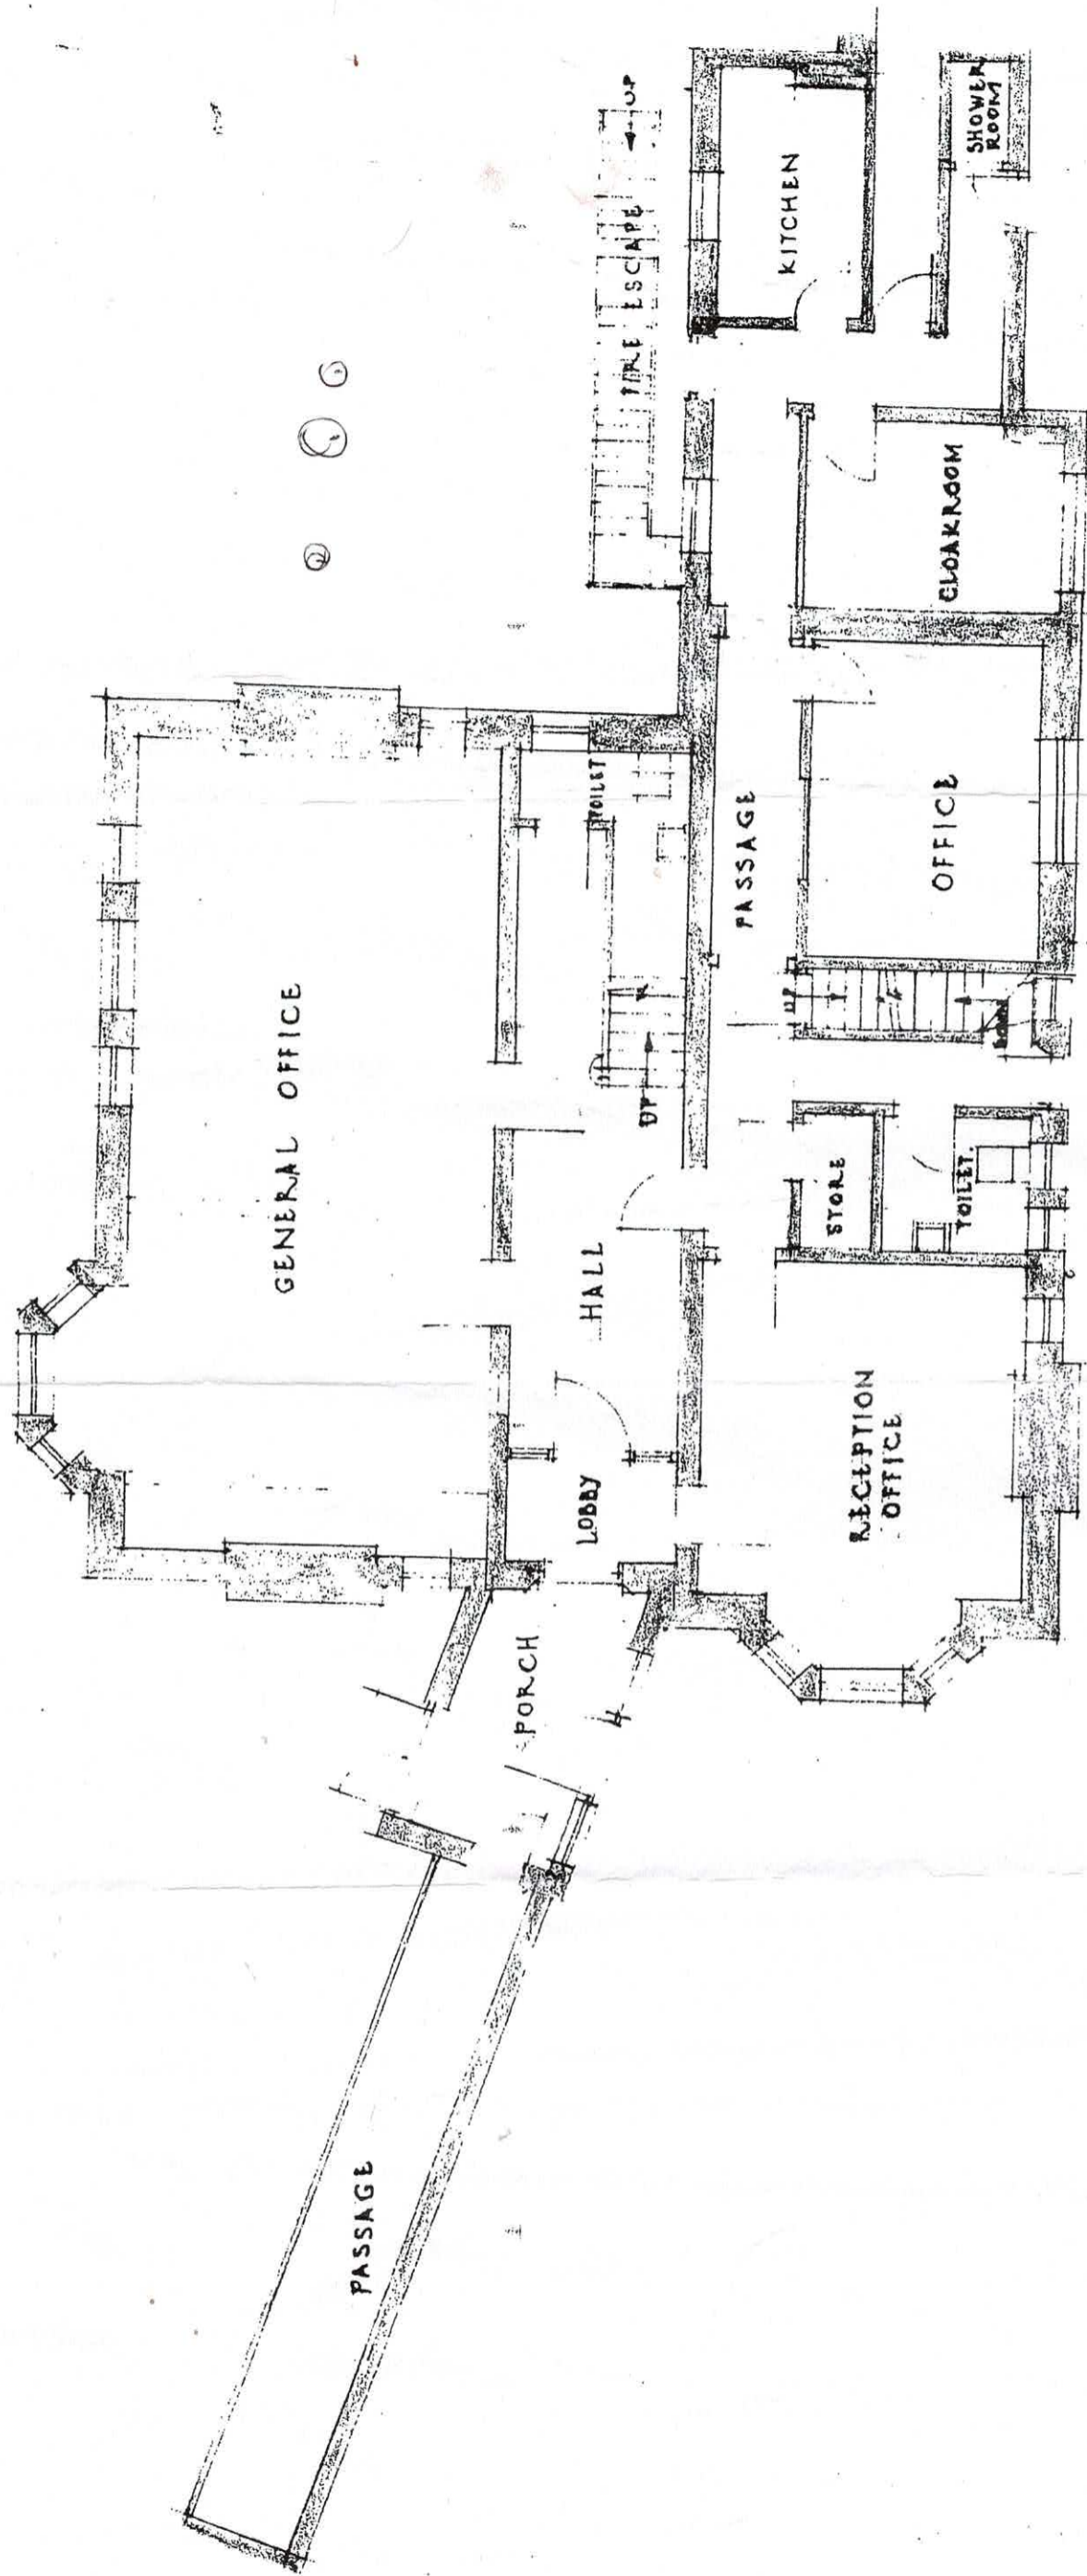 GENERAL OFFICE
FIRE ESCAPE
UP
TOILET
UP
HALL
LOBBY
PORCH
PASSAGE
KITCHEN
SHOWER
ROOM
CLOAKROOM
PASSAGE
OFFICE
UP
DOWN
STORE
TOILET.
RECEPTION
OFFICE